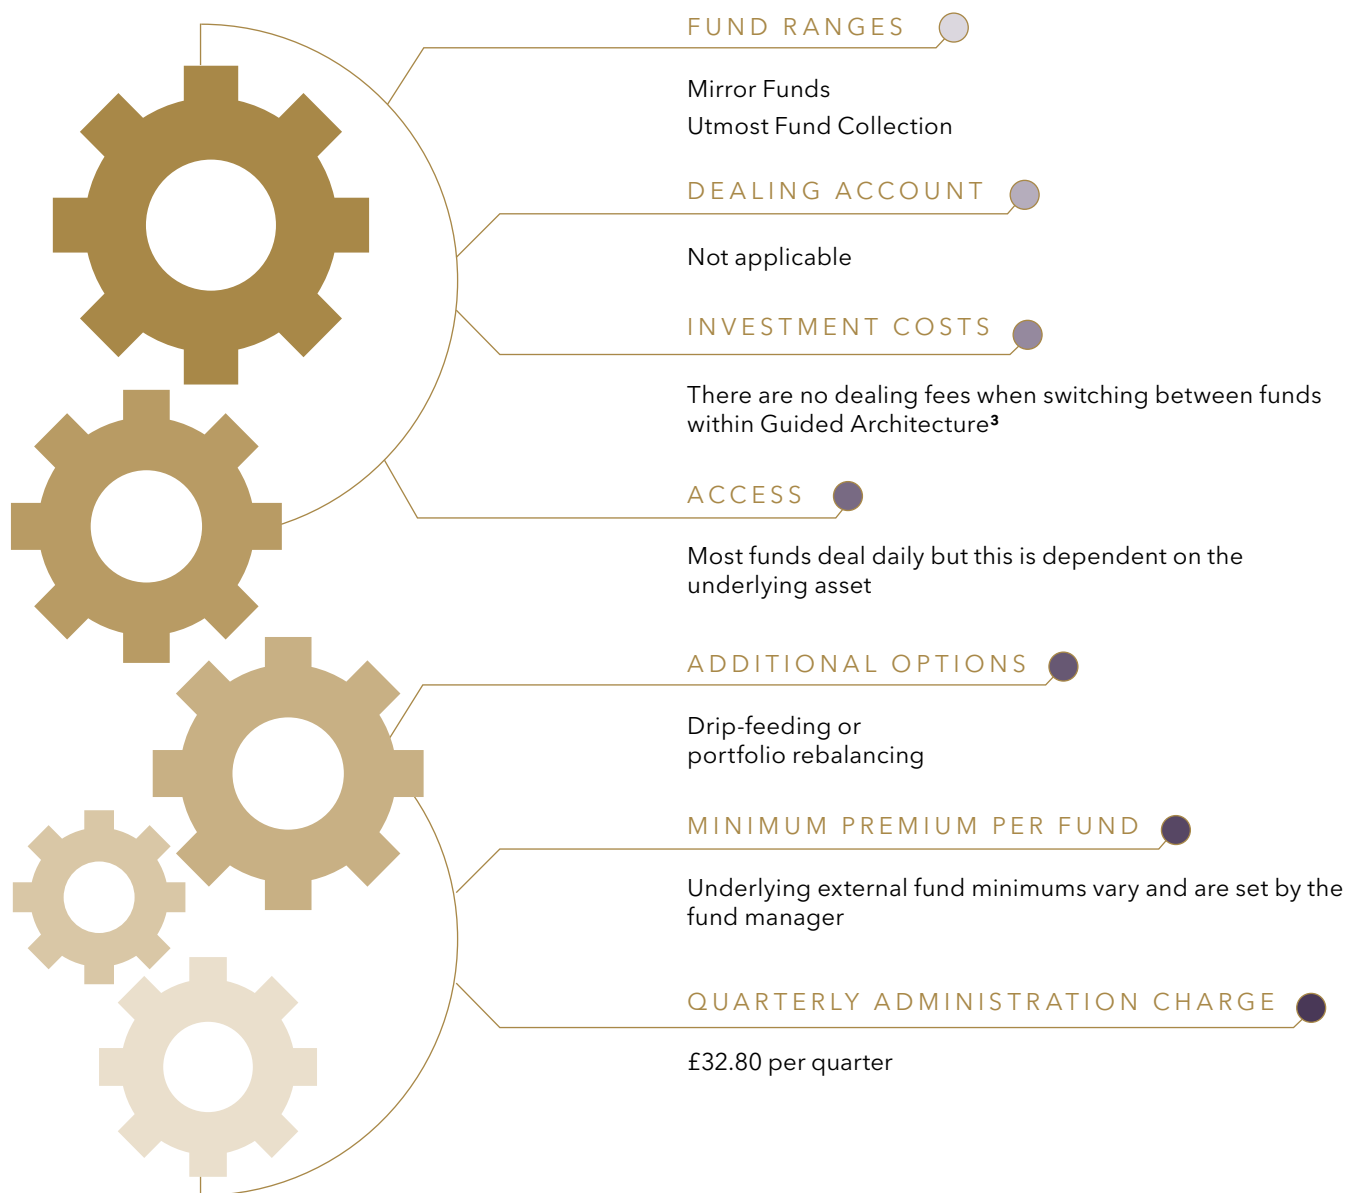 FUND RANGES
Mirror Funds
Utmost Fund Collection
DEALING ACCOUNT
Not applicable
INVESTMENT COSTS
There are no dealing fees when switching between funds
within Guided Architecture³
ACCESS
Most funds deal daily but this is dependent on the
underlying asset
ADDITIONAL OPTIONS
Drip-feeding or
portfolio rebalancing
MINIMUM PREMIUM PER FUND
Underlying external fund minimums vary and are set by the
fund manager
QUARTERLY ADMINISTRATION CHARGE
£32.80 per quarter